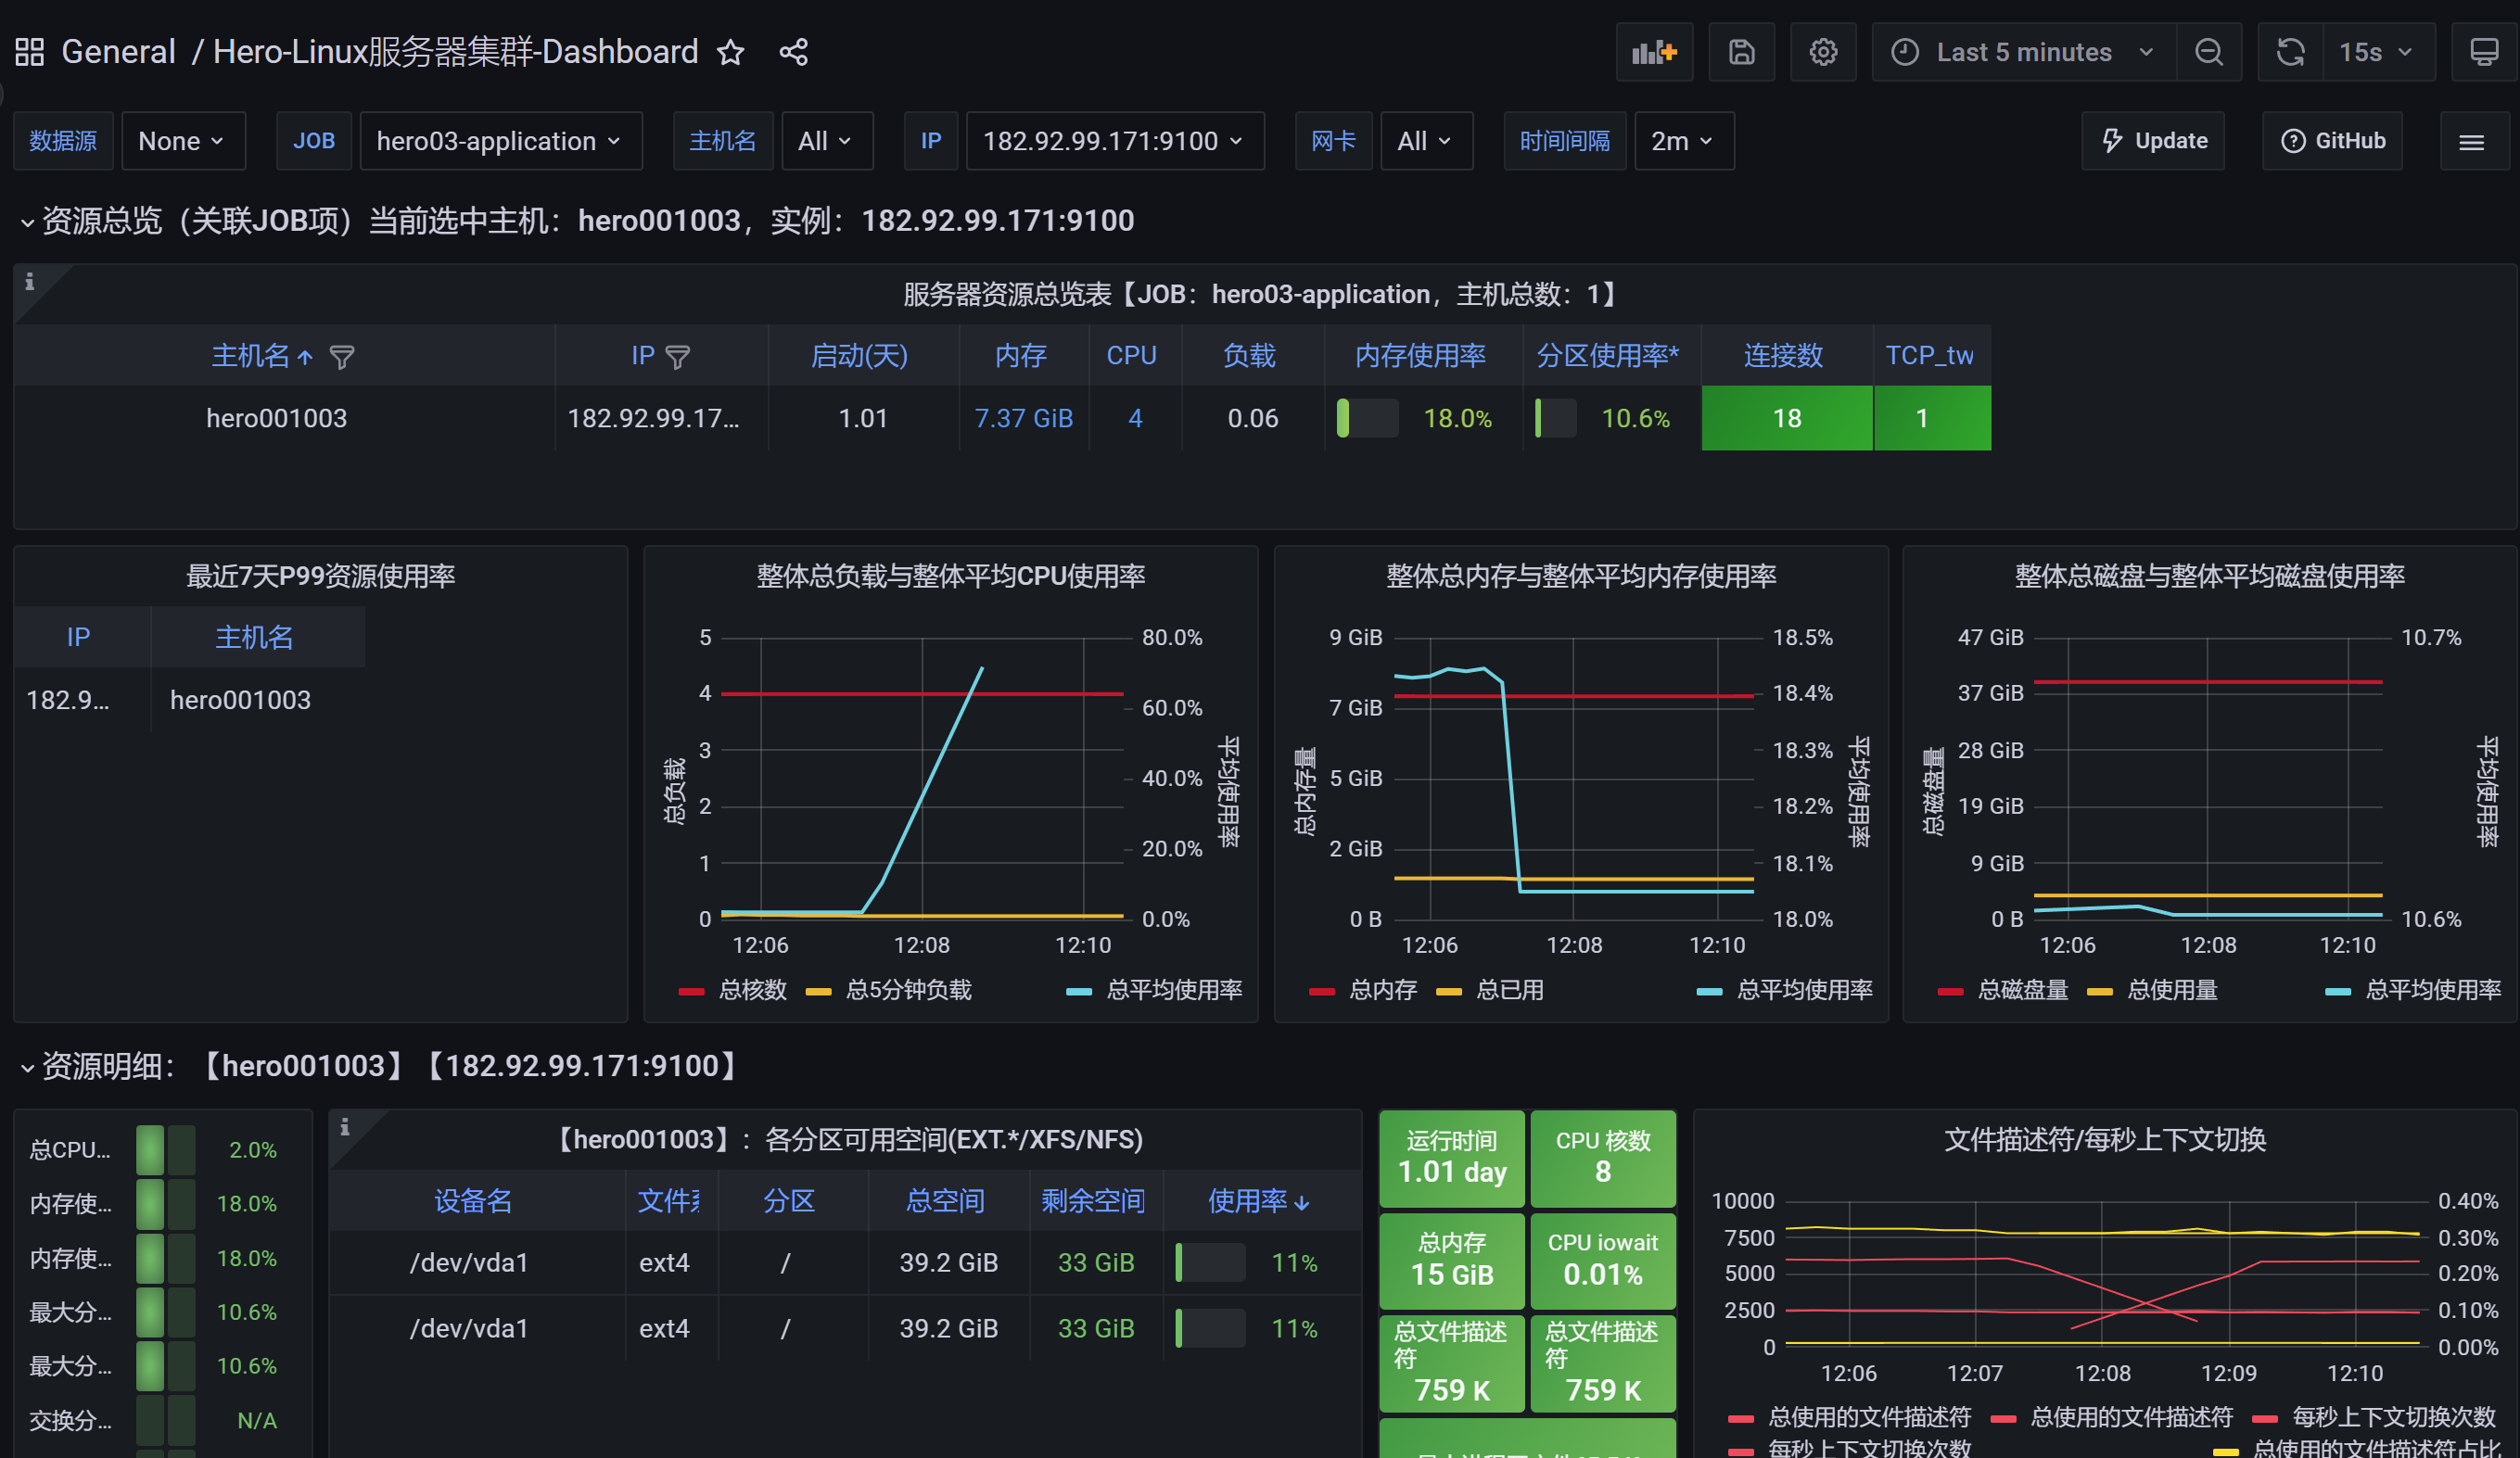 General / Hero-Linux服务器集群-Dashboard
Last 5 minutes
15s
数据源 None JOB hero03-application 主机名 All IP 182.92.99.171:9100 网卡 All 时间间隔 2m Update GitHub
资源总览（关联JOB项）当前选中主机：hero001003，实例：182.92.99.171:9100
服务器资源总览表【JOB：hero03-application，主机总数：1】
主机名 IP 启动(天) 内存 CPU 负载 内存使用率 分区使用率* 连接数 TCP_tw
hero001003 182.92.99.17... 1.01 7.37 GiB 4 0.06 18.0% 10.6% 18 1
最近7天P99资源使用率
IP 主机名
182.9... hero001003
整体总负载与整体平均CPU使用率
总负载
5
4
3
2
1
0
80.0%
60.0%
40.0%
20.0%
0.0%
平均使用率
12:06 12:08 12:10
总核数 总5分钟负载 总平均使用率
整体总内存与整体平均内存使用率
总内存量
9 GiB
7 GiB
5 GiB
2 GiB
0 B
18.5%
18.4%
18.3%
18.2%
18.1%
18.0%
平均使用率
12:06 12:08 12:10
总内存 总已用 总平均使用率
整体总磁盘与整体平均磁盘使用率
总磁盘量
47 GiB
37 GiB
28 GiB
19 GiB
9 GiB
0 B
10.7%
10.6%
平均使用率
12:06 12:08 12:10
总磁盘量 总使用量 总平均使用率
资源明细：【hero001003】【182.92.99.171:9100】
总CPU... 2.0%
内存使... 18.0%
内存使... 18.0%
最大分... 10.6%
最大分... 10.6%
交换分... N/A
【hero001003】：各分区可用空间(EXT.*/XFS/NFS)
设备名 文件系 分区 总空间 剩余空间 使用率
/dev/vda1 ext4 / 39.2 GiB 33 GiB 11%
/dev/vda1 ext4 / 39.2 GiB 33 GiB 11%
运行时间
1.01 day
CPU 核数
8
总内存
15 GiB
CPU iowait
0.01%
总文件描述
符
759 K
总文件描述
符
759 K
文件描述符/每秒上下文切换
10000
7500
5000
2500
0
0.40%
0.30%
0.20%
0.10%
0.00%
12:06 12:07 12:08 12:09 12:10
总使用的文件描述符 总使用的文件描述符 每秒上下文切换次数
每秒上下文切换次数 总使用的文件描述符占比